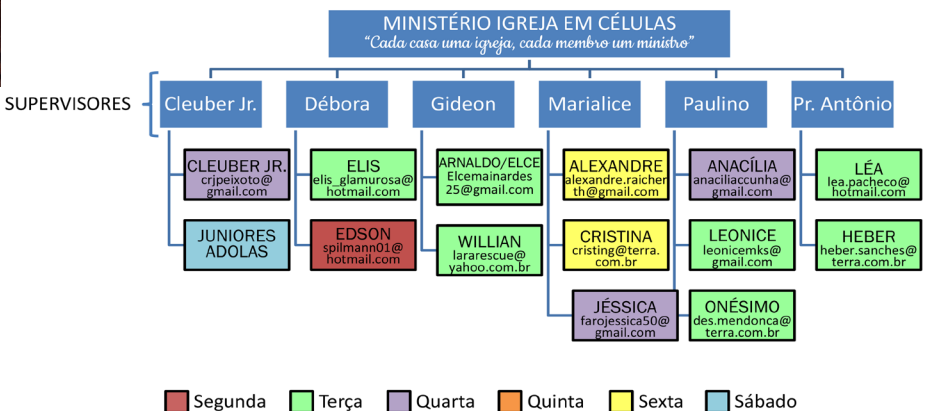 MINISTÉRIO IGREJA EM CÉLULAS
“Cada casa uma igreja, cada membro um ministro”
SUPERVISORES
Cleuber Jr.
Débora
Gideon
Marialice
Paulino
Pr. Antônio
CLEUBER JR.
crjpeixoto@
gmail.com
ELIS
elis_glamurosa@
hotmail.com
ARNALDO/ELCE
Elcemainardes
25@gmail.com
ALEXANDRE
alexandre.raicher
th@gmail.com
ANACÍLIA
anaciliaccunha@
gmail.com
LÉA
lea.pacheco@
hotmail.com
JUNIORES
ADOLAS
EDSON
spilmann01@
hotmail.com
WILLIAN
lararescue@
yahoo.com.br
CRISTINA
cristing@terra.
com.br
LEONICE
leonicemks@
gmail.com
HEBER
heber.sanches@
terra.com.br
JÉSSICA
farojessica50@
gmail.com
ONÉSIMO
des.mendonca@
terra.com.br
Segunda
Terça
Quarta
Quinta
Sexta
Sábado